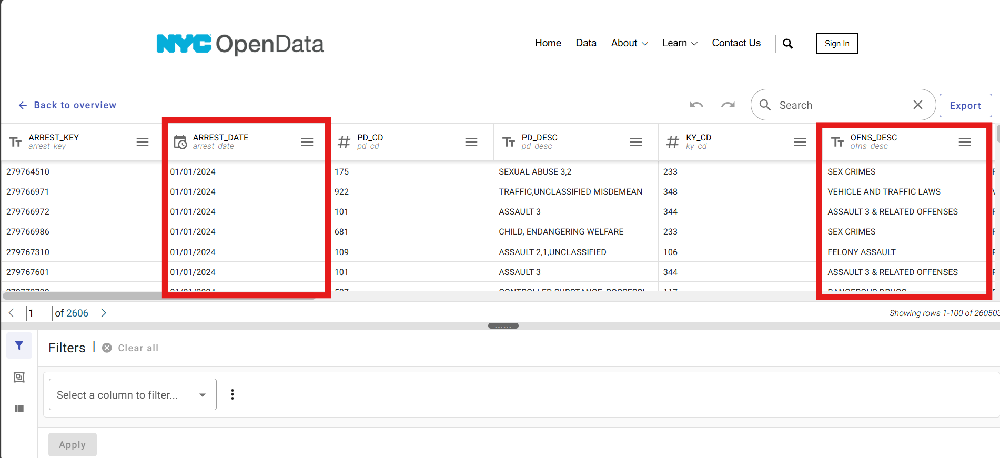 NYC OpenData
Home Data About Learn Contact Us Sign In
Back to overview Search Export
ARREST_KEY ARREST_DATE PD_CD PD_DESC KY_CD OFNS_DESC
arrest_key arrest_date pd_cd pd_desc ky_cd ofns_desc
279764510 01/01/2024 175 SEXUAL ABUSE 3,2 233 SEX CRIMES
279766971 01/01/2024 922 TRAFFIC,UNCLASSIFIED MISDEMEAN 348 VEHICLE AND TRAFFIC LAWS
279766972 01/01/2024 101 ASSAULT 3 344 ASSAULT 3 & RELATED OFFENSES
279766986 01/01/2024 681 CHILD, ENDANGERING WELFARE 233 SEX CRIMES
279767310 01/01/2024 109 ASSAULT 2,1,UNCLASSIFIED 106 FELONY ASSAULT
279767601 01/01/2024 101 ASSAULT 3 344 ASSAULT 3 & RELATED OFFENSES
1 of 2606 Showing rows 1-100 of 260503
Filters Clear all
Select a column to filter...
Apply